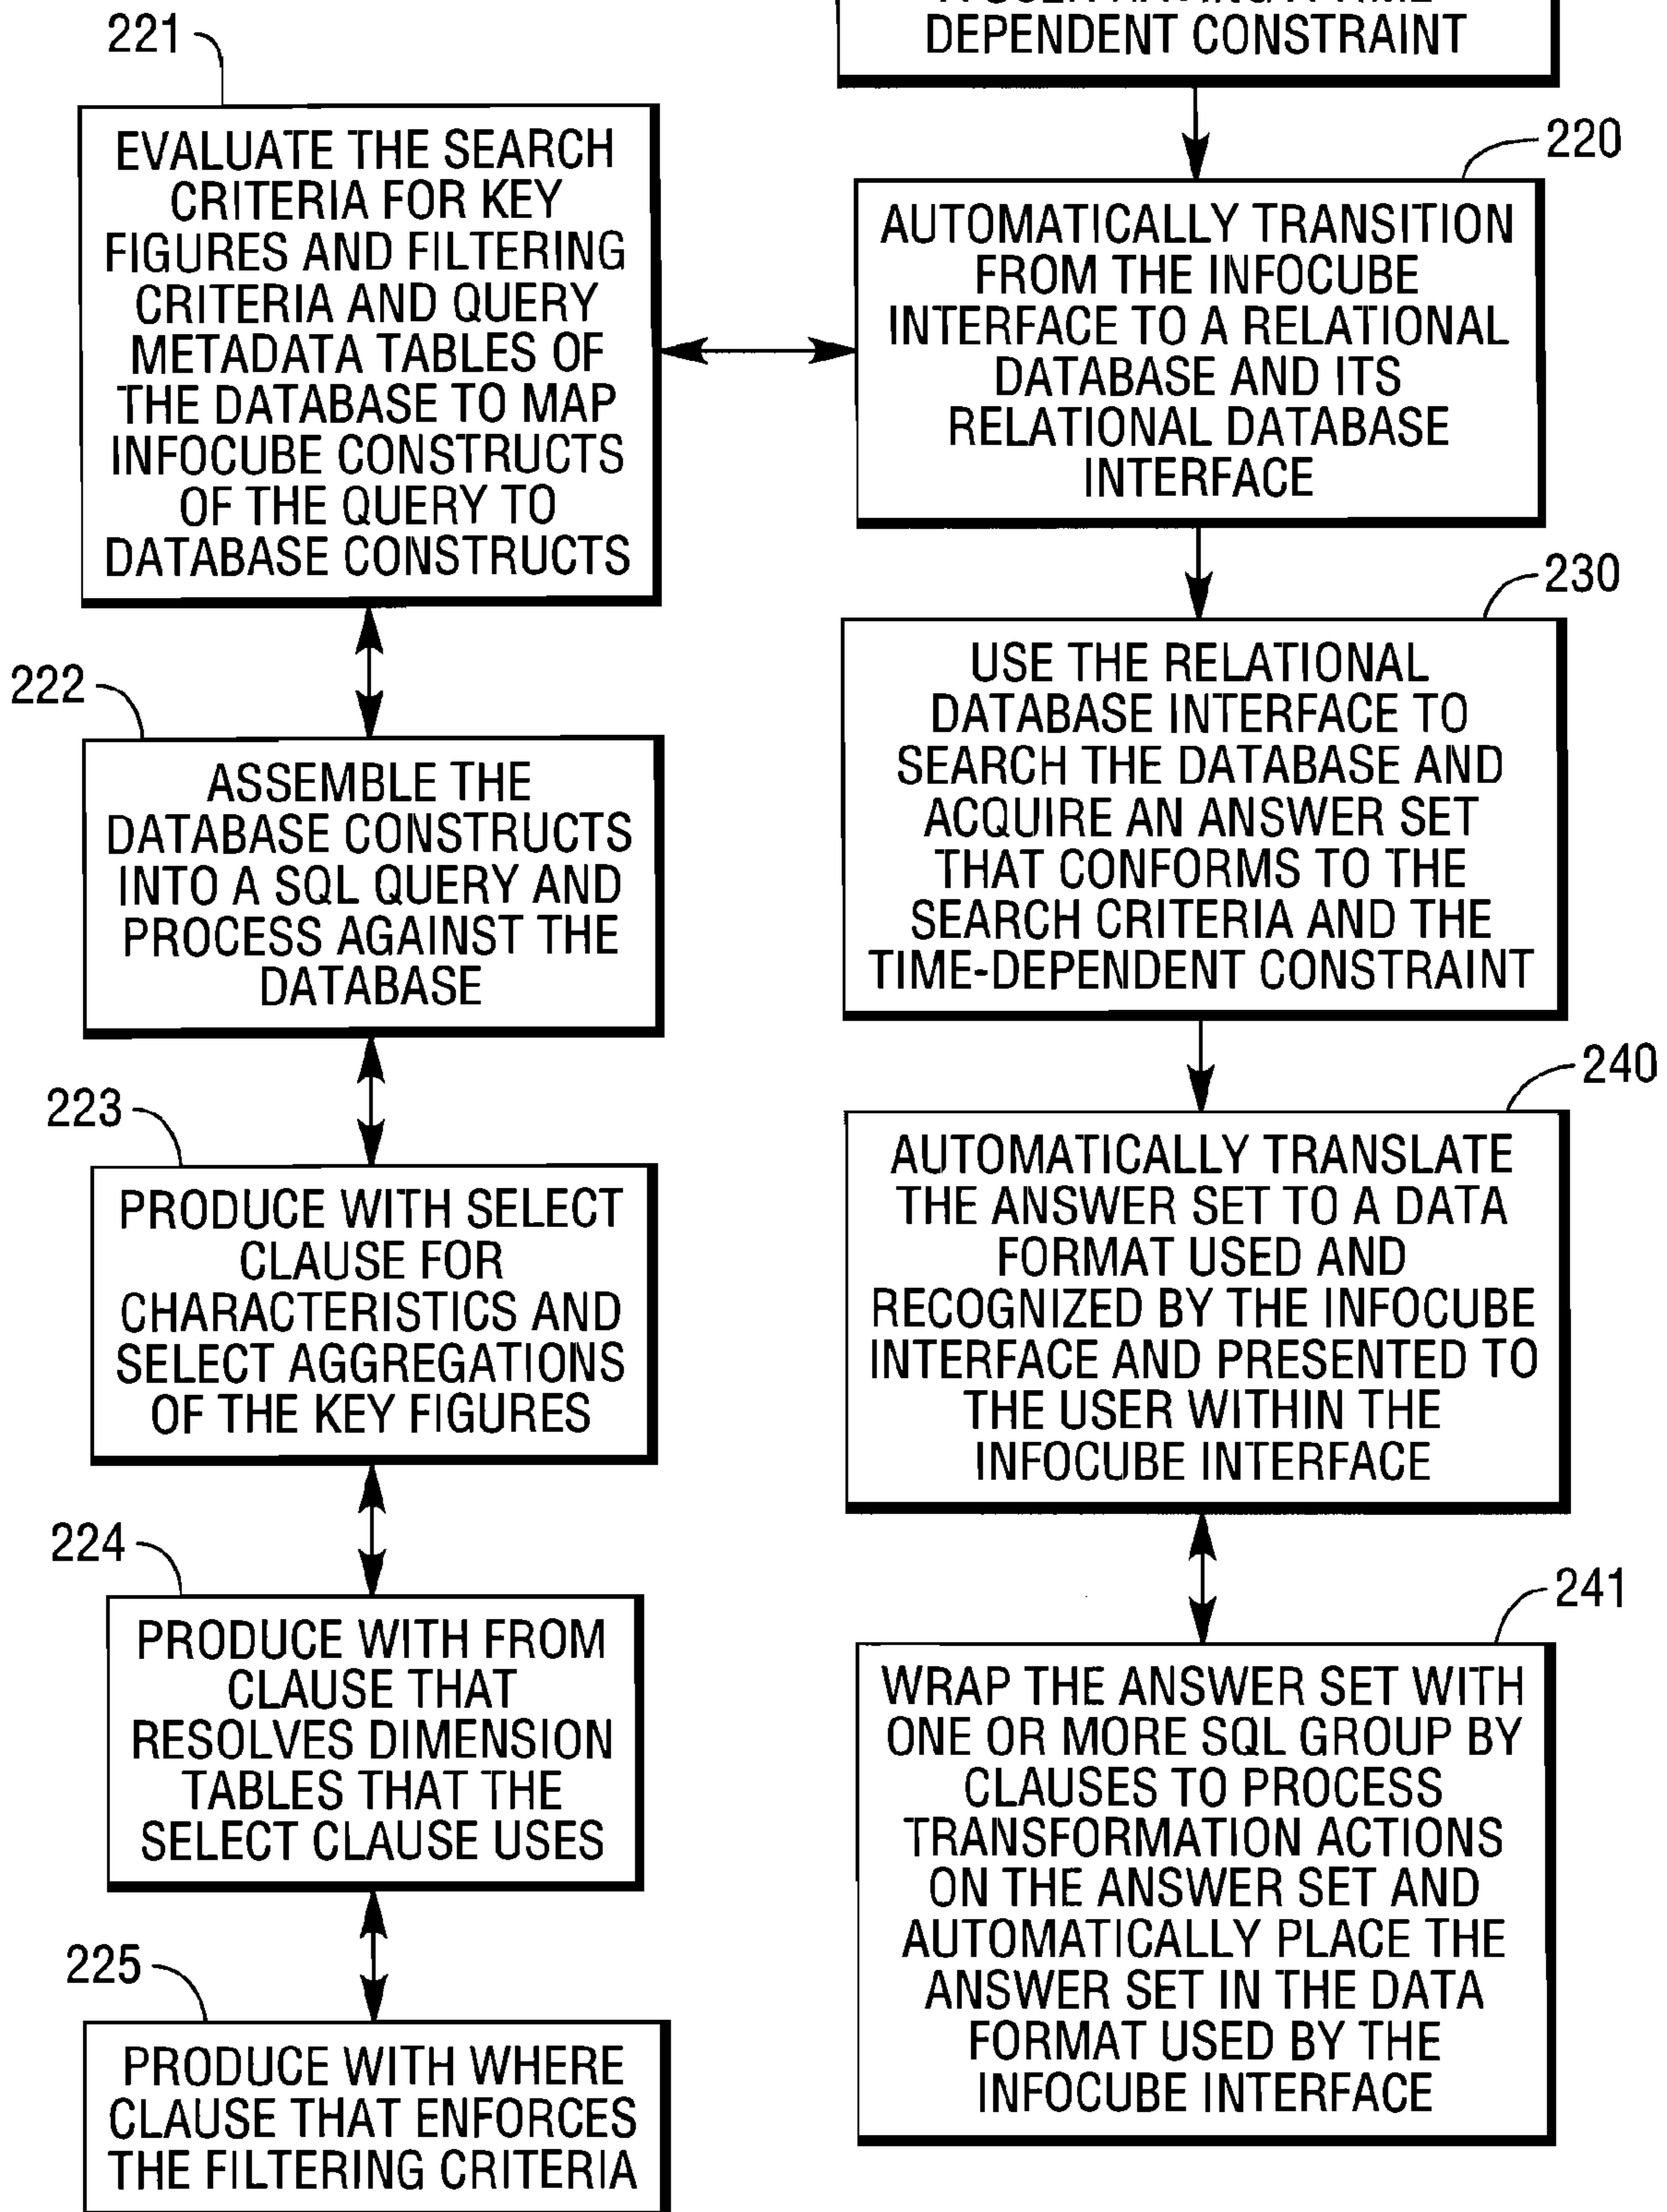 DEPENDENT CONSTRAINT
221
EVALUATE THE SEARCH
CRITERIA FOR KEY
FIGURES AND FILTERING
CRITERIA AND QUERY
METADATA TABLES OF
THE DATABASE TO MAP
INFOCUBE CONSTRUCTS
OF THE QUERY TO
DATABASE CONSTRUCTS
220
AUTOMATICALLY TRANSITION
FROM THE INFOCUBE
INTERFACE TO A RELATIONAL
DATABASE AND ITS
RELATIONAL DATABASE
INTERFACE
222
ASSEMBLE THE
DATABASE CONSTRUCTS
INTO A SQL QUERY AND
PROCESS AGAINST THE
DATABASE
230
USE THE RELATIONAL
DATABASE INTERFACE TO
SEARCH THE DATABASE AND
ACQUIRE AN ANSWER SET
THAT CONFORMS TO THE
SEARCH CRITERIA AND THE
TIME-DEPENDENT CONSTRAINT
223
PRODUCE WITH SELECT
CLAUSE FOR
CHARACTERISTICS AND
SELECT AGGREGATIONS
OF THE KEY FIGURES
240
AUTOMATICALLY TRANSLATE
THE ANSWER SET TO A DATA
FORMAT USED AND
RECOGNIZED BY THE INFOCUBE
INTERFACE AND PRESENTED TO
THE USER WITHIN THE
INFOCUBE INTERFACE
224
PRODUCE WITH FROM
CLAUSE THAT
RESOLVES DIMENSION
TABLES THAT THE
SELECT CLAUSE USES
241
WRAP THE ANSWER SET WITH
ONE OR MORE SQL GROUP BY
CLAUSES TO PROCESS
TRANSFORMATION ACTIONS
ON THE ANSWER SET AND
AUTOMATICALLY PLACE THE
ANSWER SET IN THE DATA
FORMAT USED BY THE
INFOCUBE INTERFACE
225
PRODUCE WITH WHERE
CLAUSE THAT ENFORCES
THE FILTERING CRITERIA